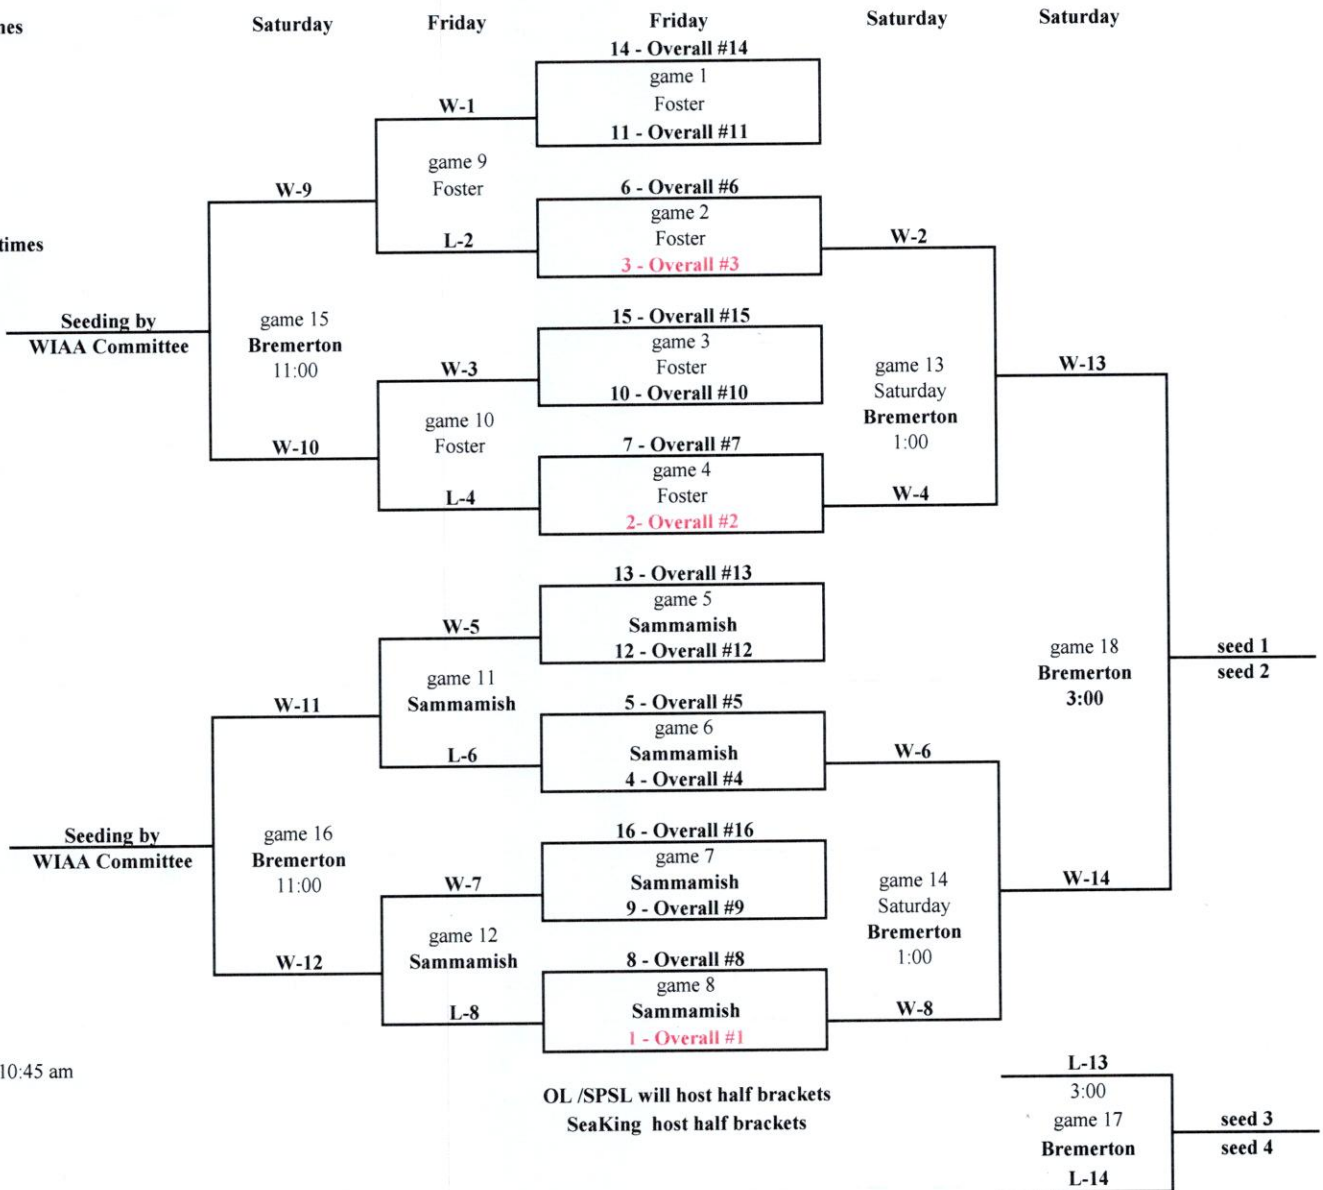 nes
Saturday
Friday
Friday
Saturday
Saturday
14 - Overall #14
game 1
Foster
11 - Overall #11
W-1
game 9
Foster
L-2
W-9
6 - Overall #6
game 2
Foster
3 - Overall #3
W-2
times
Seeding by
WIAA Committee
game 15
Bremerton
11:00
15 - Overall #15
game 3
Foster
10 - Overall #10
W-3
game 10
Foster
L-4
W-10
7 - Overall #7
game 4
Foster
2- Overall #2
game 13
Saturday
Bremerton
1:00
W-4
W-13
13 - Overall #13
game 5
Sammamish
12 - Overall #12
W-5
game 11
Sammamish
L-6
W-11
5 - Overall #5
game 6
Sammamish
4 - Overall #4
W-6
game 18
Bremerton
3:00
seed 1
seed 2
Seeding by
WIAA Committee
game 16
Bremerton
11:00
16 - Overall #16
game 7
Sammamish
9 - Overall #9
W-7
game 12
Sammamish
L-8
W-12
8 - Overall #8
game 8
Sammamish
1 - Overall #1
game 14
Saturday
Bremerton
1:00
W-8
W-14
10:45 am
OL /SPSL will host half brackets
SeaKing host half brackets
L-13
3:00
game 17
Bremerton
L-14
seed 3
seed 4